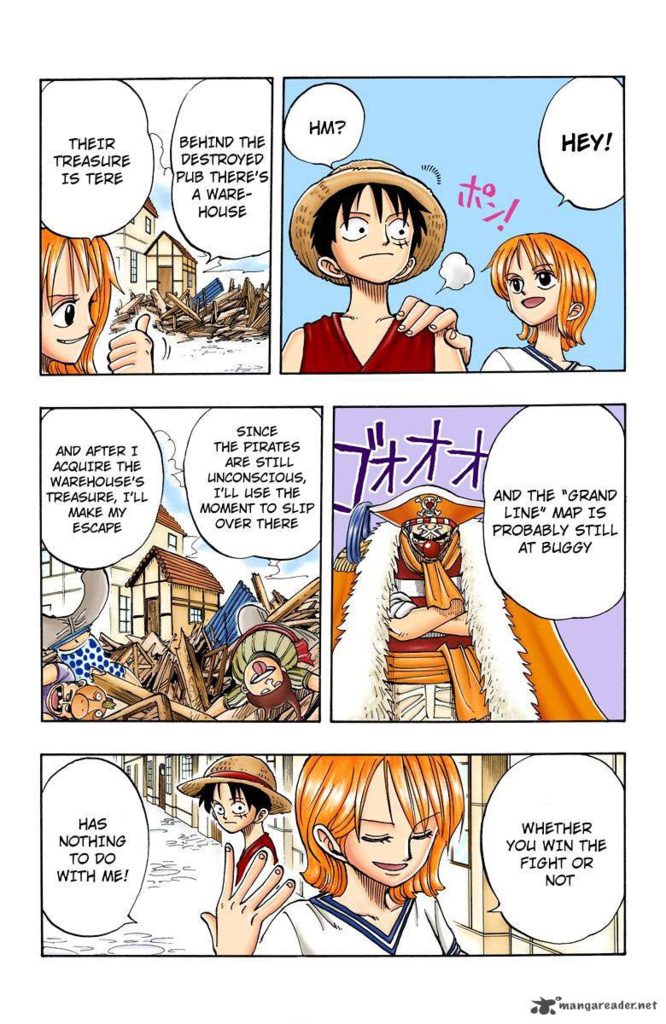 HEY!
HM?
ポン!
BEHIND THE
DESTROYED
PUB THERE'S
A WARE-
HOUSE
THEIR
TREASURE
IS TERE
AND THE "GRAND
LINE" MAP IS
PROBABLY STILL
AT BUGGY
ゴオオオ
SINCE
THE PIRATES
ARE STILL
UNCONSCIOUS,
I'LL USE THE
MOMENT TO SLIP
OVER THERE
AND AFTER I
ACQUIRE THE
WAREHOUSE'S
TREASURE, I'LL
MAKE MY
ESCAPE
WHETHER
YOU WIN THE
FIGHT OR
NOT
HAS
NOTHING
TO DO
WITH ME!
mangareader.net